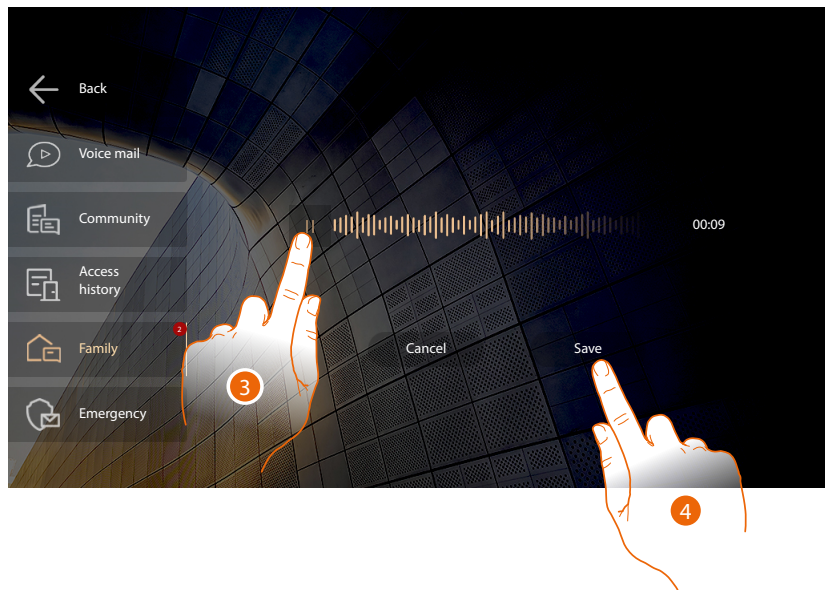 Back
Voice mail
Community
00:09
Access
history
2
Family
Cancel
Save
3
Emergency
4